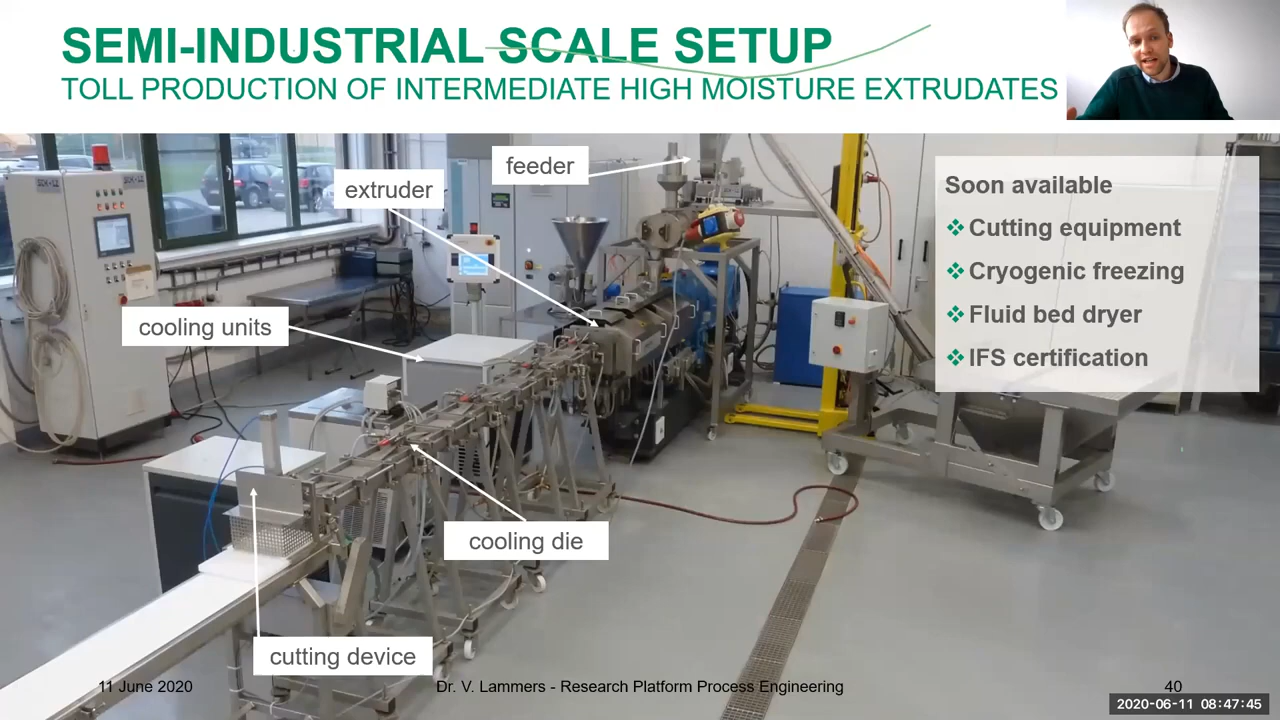 SEMI-INDUSTRIAL SCALE SETUP
TOLL PRODUCTION OF INTERMEDIATE HIGH MOISTURE EXTRUDATES
feeder
extruder
cooling units
cooling die
cutting device
Soon available
❖ Cutting equipment
❖ Cryogenic freezing
❖ Fluid bed dryer
❖ IFS certification
11 June 2020
Dr. V. Lammers - Research Platform Process Engineering
40
2020-06-11 08:47:45